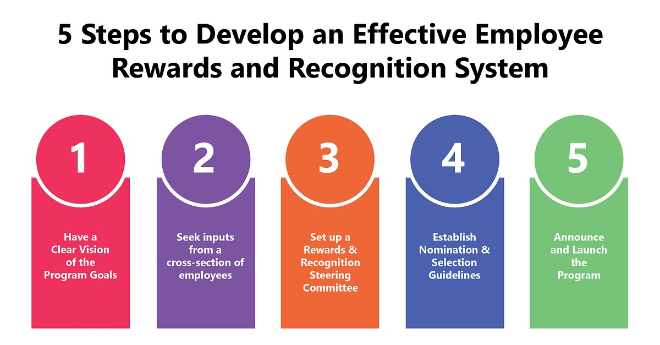 5 Steps to Develop an Effective Employee
Rewards and Recognition System
1
Have a
Clear Vision
of the
Program Goals
2
Seek inputs
from a
cross-section of
employees
3
Set up a
Rewards &
Recognition
Steering
Committee
4
Establish
Nomination &
Selection
Guidelines
5
Announce
and Launch
the
Program